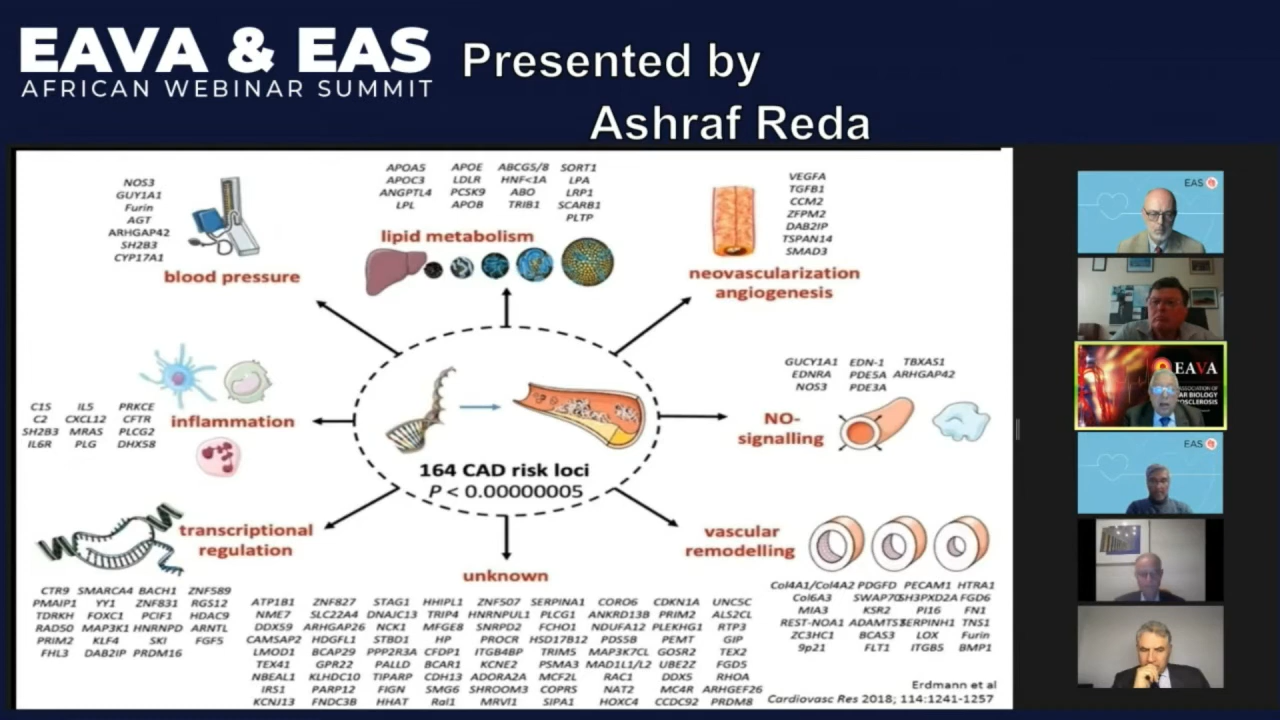 EAVA & EAS
AFRICAN WEBINAR SUMMIT
Presented by
Ashraf Reda
NOS3
GUY1A1
Furin
AGT
ARHGAP42
SH2B3
CYP17A1
blood pressure
APOA5 APOE ABCG5/8 SORT1
APOC3 LDLR HNF<1A LPA
ANGPTL4 PCSK9 ABO LRP1
LPL APOB TRIB1 SCARB1
PLTP
lipid metabolism
VEGFA
TGFB1
CCM2
ZFPM2
DAB2IP
TSPAN14
SMAD3
neovascularization
angiogenesis
C1S IL5 PRKCE
C2 CXCL12 CFTR
SH2B3 MRAS PLCG2
IL6R PLG DHX58
inflammation
164 CAD risk loci
P < 0.00000005
GUCY1A1 EDN-1 TBXAS1
EDNRA PDE5A ARHGAP42
NOS3 PDE3A
NO-
signalling
transcriptional
regulation
CTR9 SMARCA4 BACH1 ZNF589
PMAIP1 YY1 ZNF831 RGS12
TDRKH FOXC1 PCIF1 HDAC9
RAD50 MAP3K1 HNRNPD ARNTL
PRIM2 KLF4 SKI FGF5
FHL3 DAB2IP PRDM16
unknown
ATP1B1 ZNF827 STAG1 HHIPL1 ZNF507 SERPINA1 CORO6 CDKN1A UNC5C
NME7 SLC22A4 DNAJC13 TRIP4 HNRNPUL1 PLCG1 ANKRD13B PRIM2 ALS2CL
DDX59 ARHGAP26 NCK1 MFGE8 SNRPD2 FCHO1 NDUFA12 PLEKHG1 RTP3
CAMSAP2 HDGFL1 STBD1 HP PROCR HSD17B12 PDS5B PEMT GIP
LMOD1 BCAP29 PPP2R3A CFDP1 ITGB4BP TRIM5 MAP3K7CL GOSR2 TEX2
TEX41 GPR22 PALLD BCAR1 KCNE2 PSMA3 MAD1L1/L2 UBE2Z FGD5
NBEAL1 KLHDC10 TIPARP CDH13 ADORA2A MCF2L RAC1 DDX5 RHOA
IRS1 PARP12 FIGN SMG6 SHROOM3 COPRS NAT2 MC4R ARHGEF26
KCNJ13 FNDC3B HHAT Ral1 MRVI1 SIPA1 HOXC4 CCDC92 PRDM8
vascular
remodelling
Col4A1/Col4A2 PDGFD PECAM1 HTRA1
Col6A3 SWAP70 SH3PXD2A FGD6
MIA3 KSR2 PI16 FN1
REST-NOA1 ADAMTS7 SERPINH1 TNS1
ZC3HC1 BCAS3 LOX Furin
9p21 FLT1 ITGB5 BMP1
Erdmann et al
Cardiovasc Res 2018; 114:1241-1257
EAS
EAVA
EAS